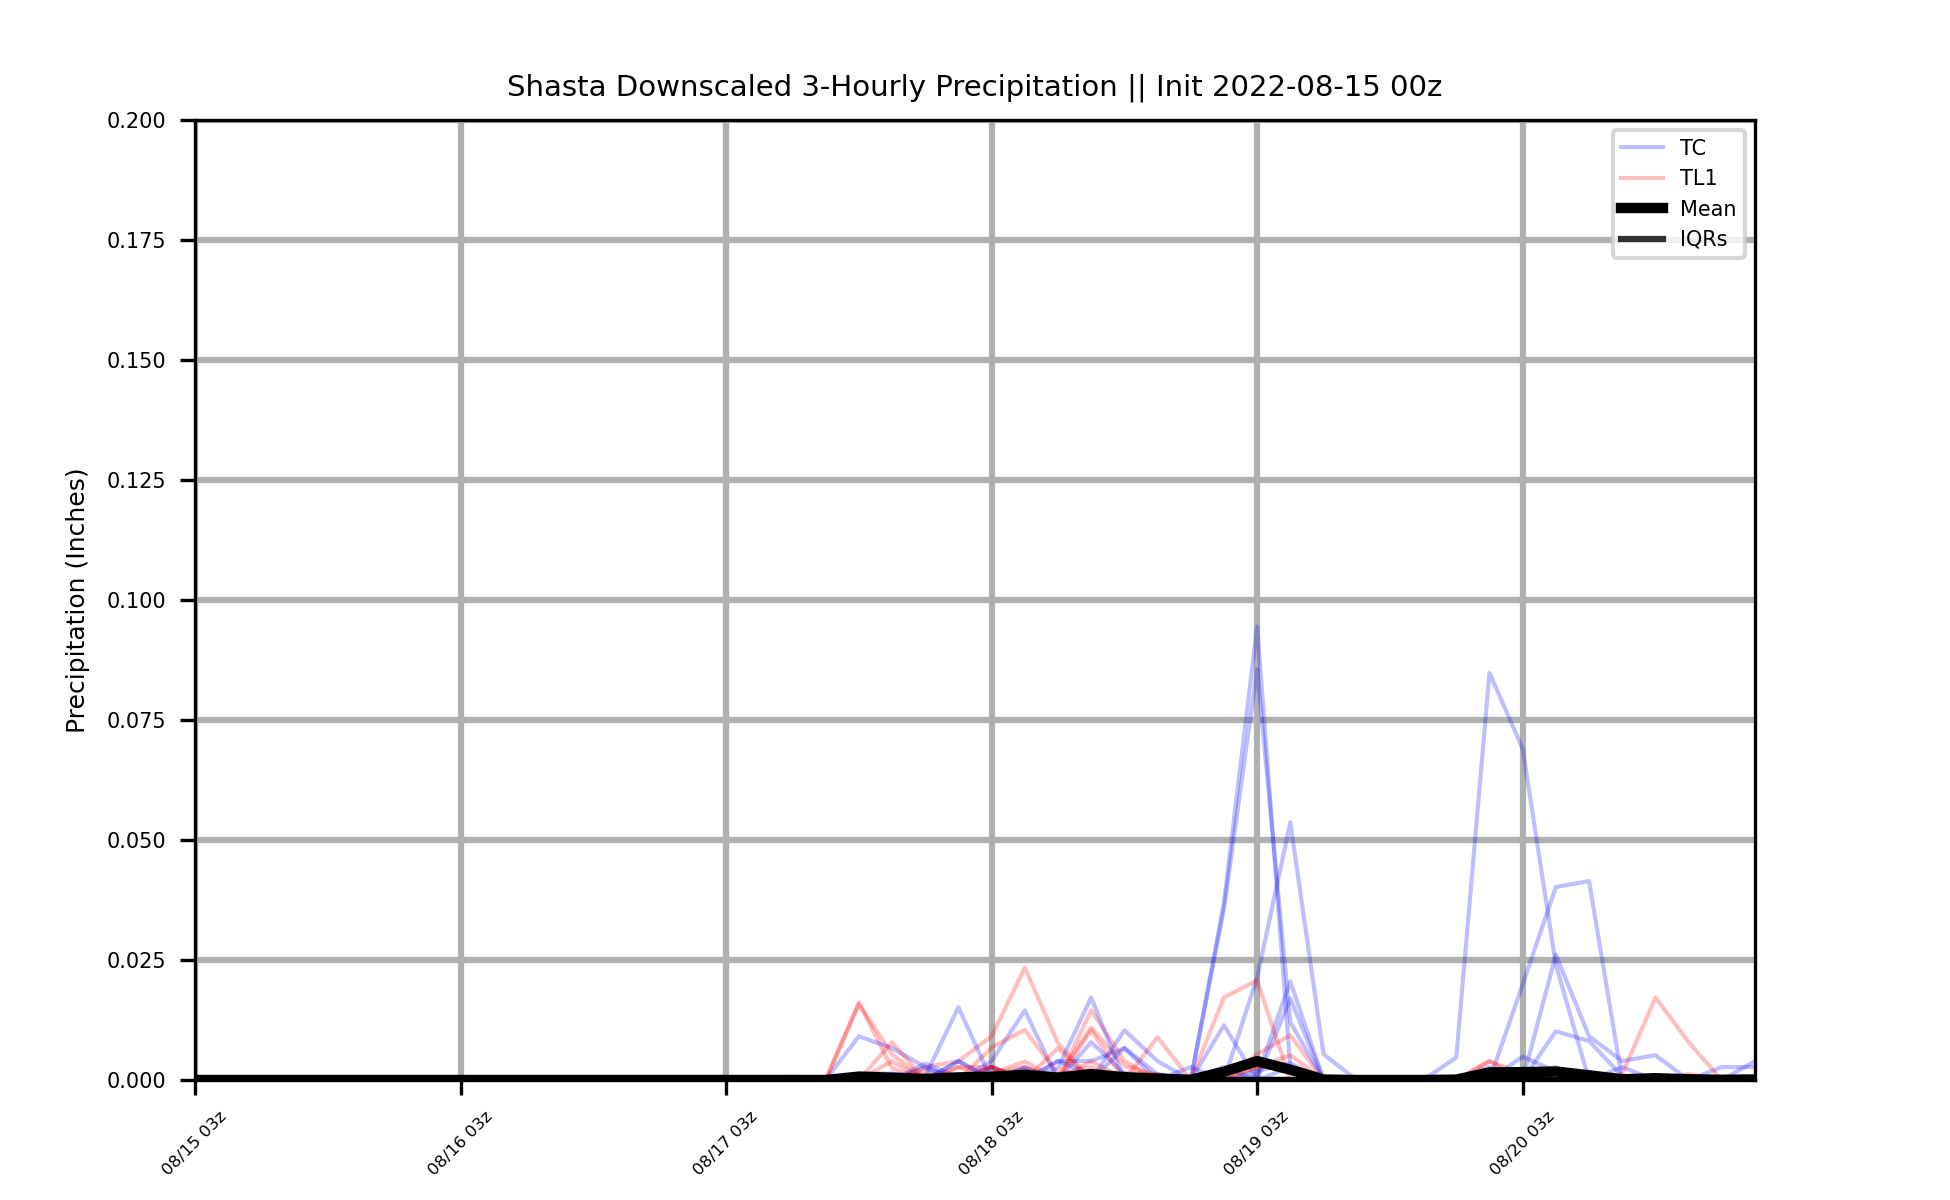 Shasta Downscaled 3-Hourly Precipitation || Init 2022-08-15 00z
TC
TL1
Mean
IQRs
Precipitation (Inches)
0.200
0.175
0.150
0.125
0.100
0.075
0.050
0.025
0.000
08/15 03z
08/16 03z
08/17 03z
08/18 03z
08/19 03z
08/20 03z